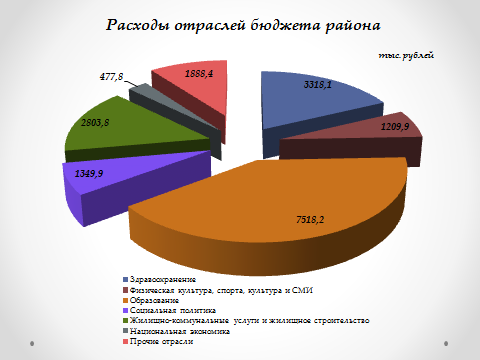 Расходы отраслей бюджета района
тыс. рублей
1888,4
3318,1
477,8
2803,8
1209,9
1349,9
7518,2
Здравоохранение
Физическая культура, спорта, культура и СМИ
Образование
Социальная политика
Жилищно-коммунальные услуги и жилищное строительство
Национальная экономика
Прочие отрасли